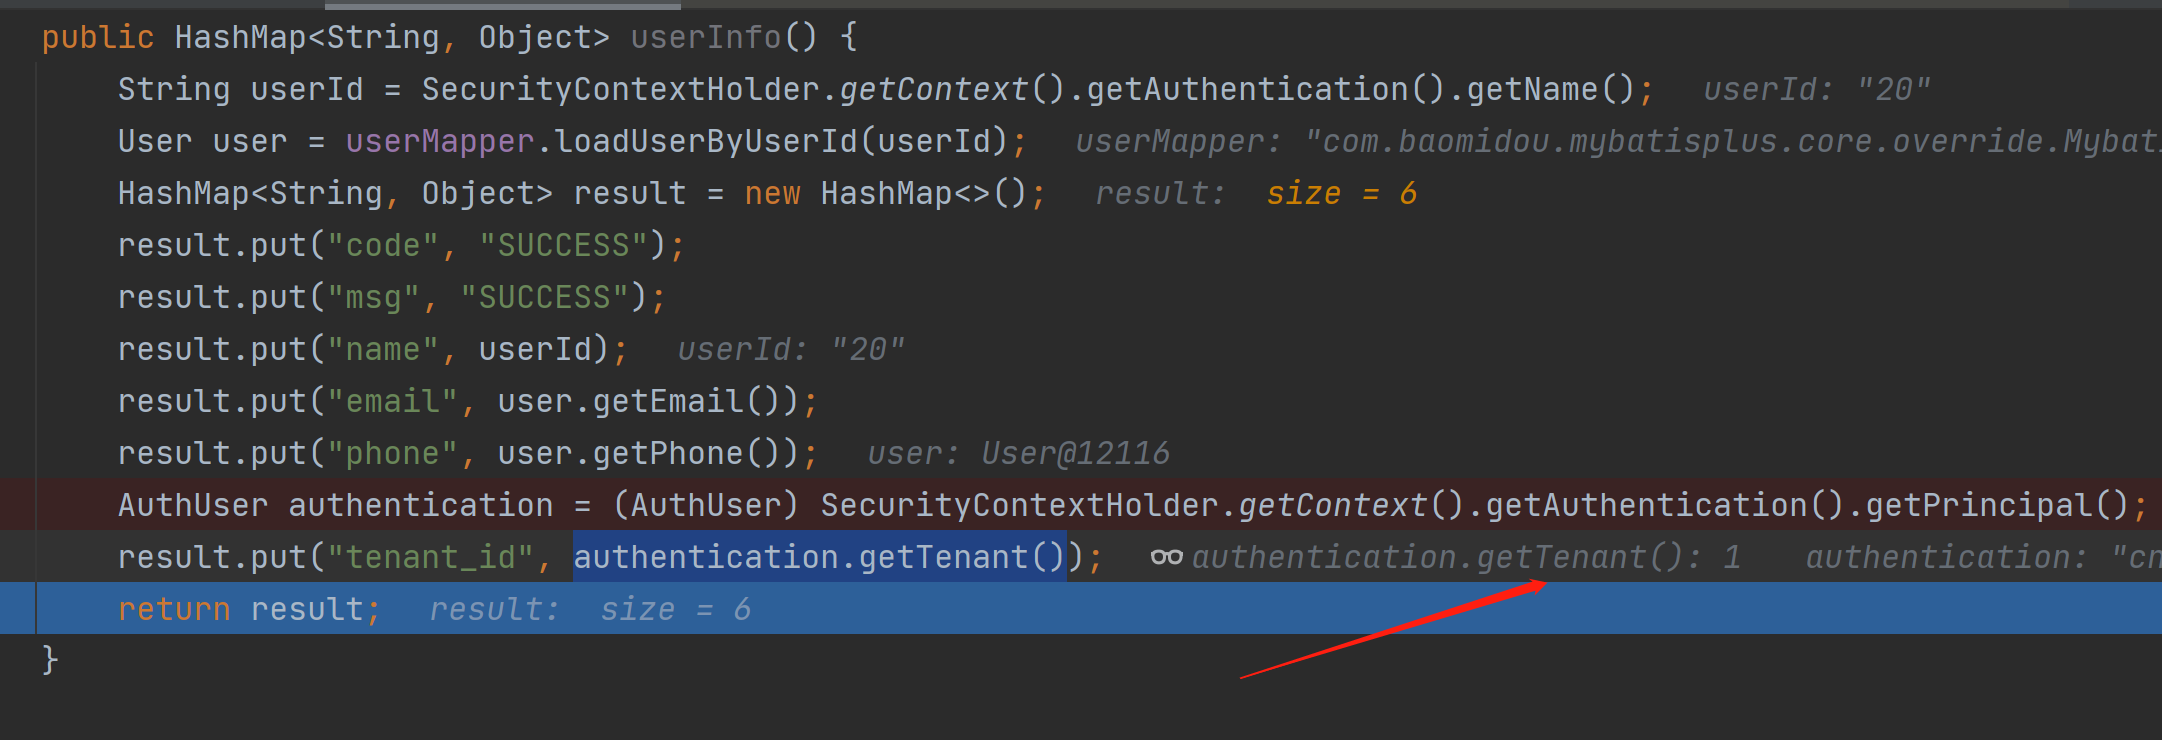 public HashMap<String, Object> userInfo() {
String userId = SecurityContextHolder.getContext().getAuthentication().getName(); userId: "20"
User user = userMapper.loadUserByUserId(userId); userMapper: "com.baomidou.mybatisplus.core.override.Mybat
HashMap<String, Object> result = new HashMap<>(); result: size = 6
result.put("code", "SUCCESS");
result.put("msg", "SUCCESS");
result.put("name", userId); userId: "20"
result.put("email", user.getEmail());
result.put("phone", user.getPhone()); user: User@12116
AuthUser authentication = (AuthUser) SecurityContextHolder.getContext().getAuthentication().getPrincipal();
result.put("tenant_id", authentication.getTenant()); authentication.getTenant(): 1 authentication: "cn
return result; result: size = 6
}